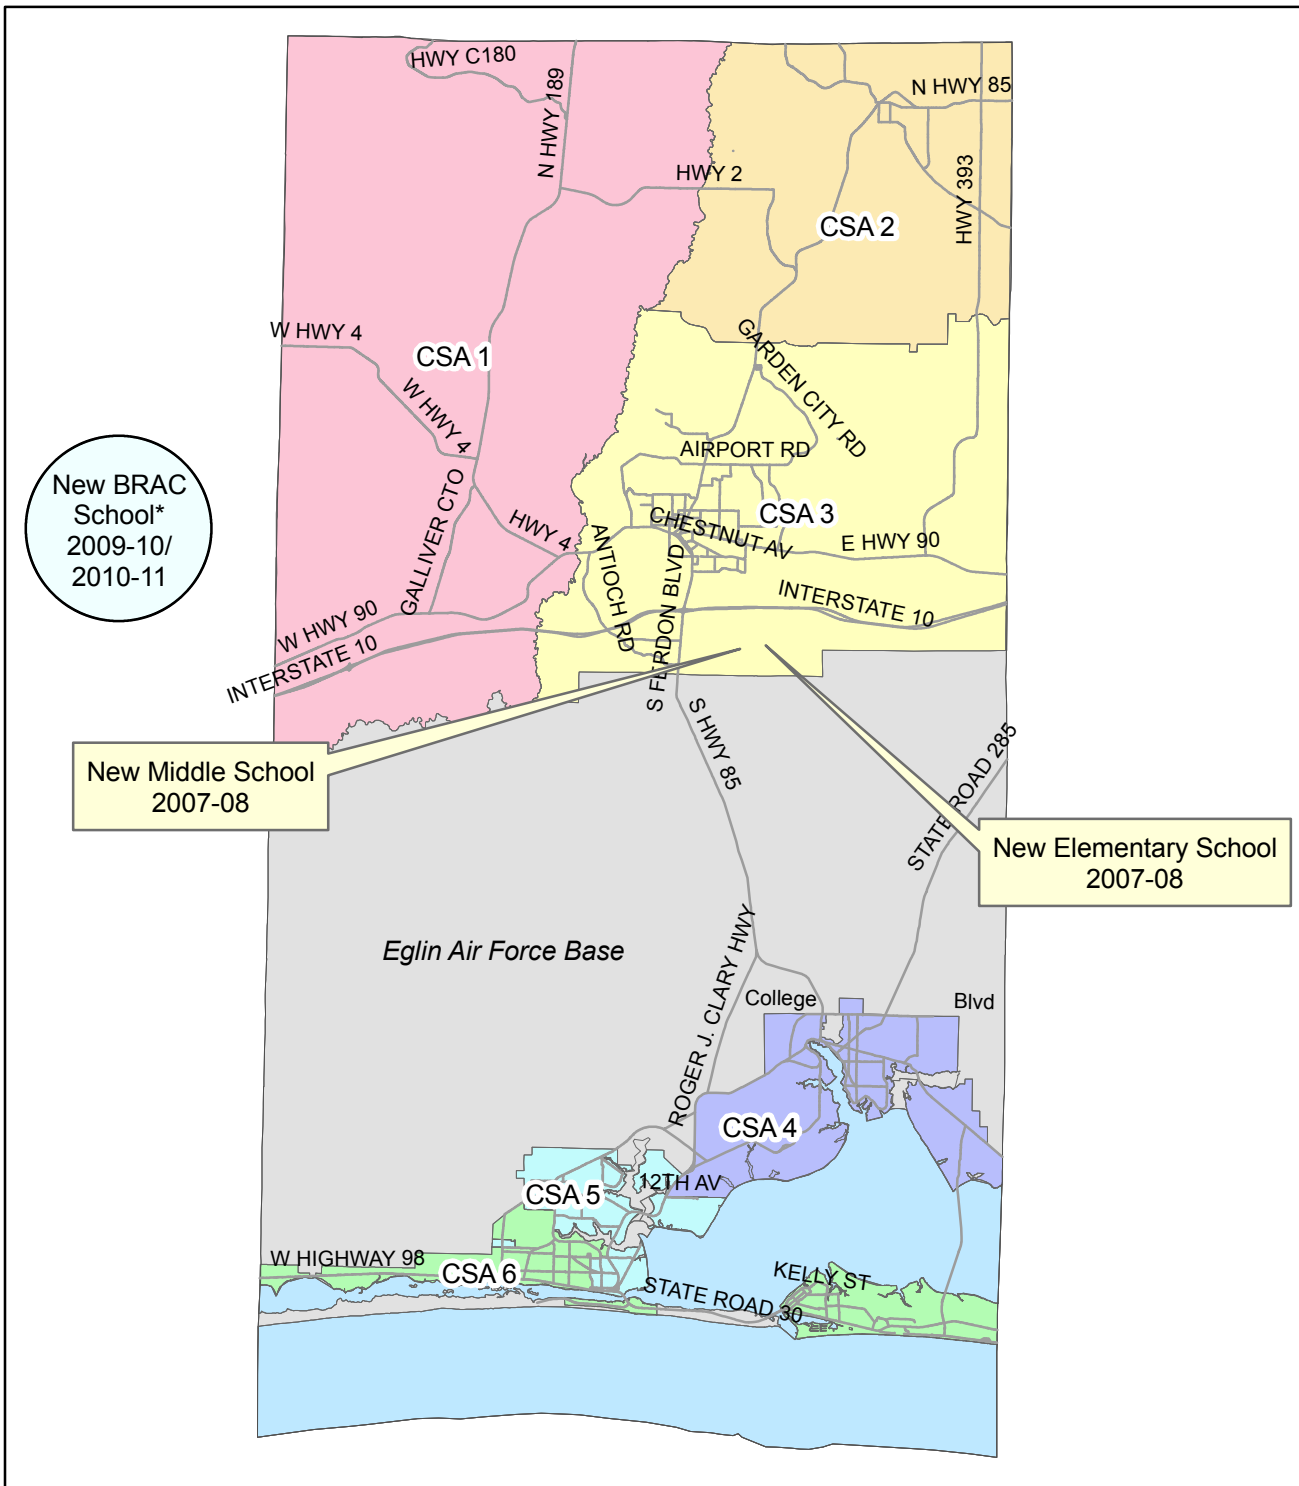 HWY C180
N HWY 189
N HWY 85
HWY 2
HWY 393
CSA 2
W HWY 4
CSA 1
GARDEN CITY RD
W HWY 4
AIRPORT RD
New BRAC
School*
2009-10/
2010-11
GALLIVER CTO
HWY 4
CSA 3
CHESTNUT AV
E HWY 90
ANTIOCH RD
S FERDON BLVD
INTERSTATE 10
W HWY 90
INTERSTATE 10
S HWY 85
New Middle School
2007-08
STATE ROAD 285
New Elementary School
2007-08
Eglin Air Force Base
ROGER J. CLARY HWY
College
Blvd
CSA 4
12TH AV
CSA 5
W HIGHWAY 98
CSA 6
KELLY ST
STATE ROAD 30